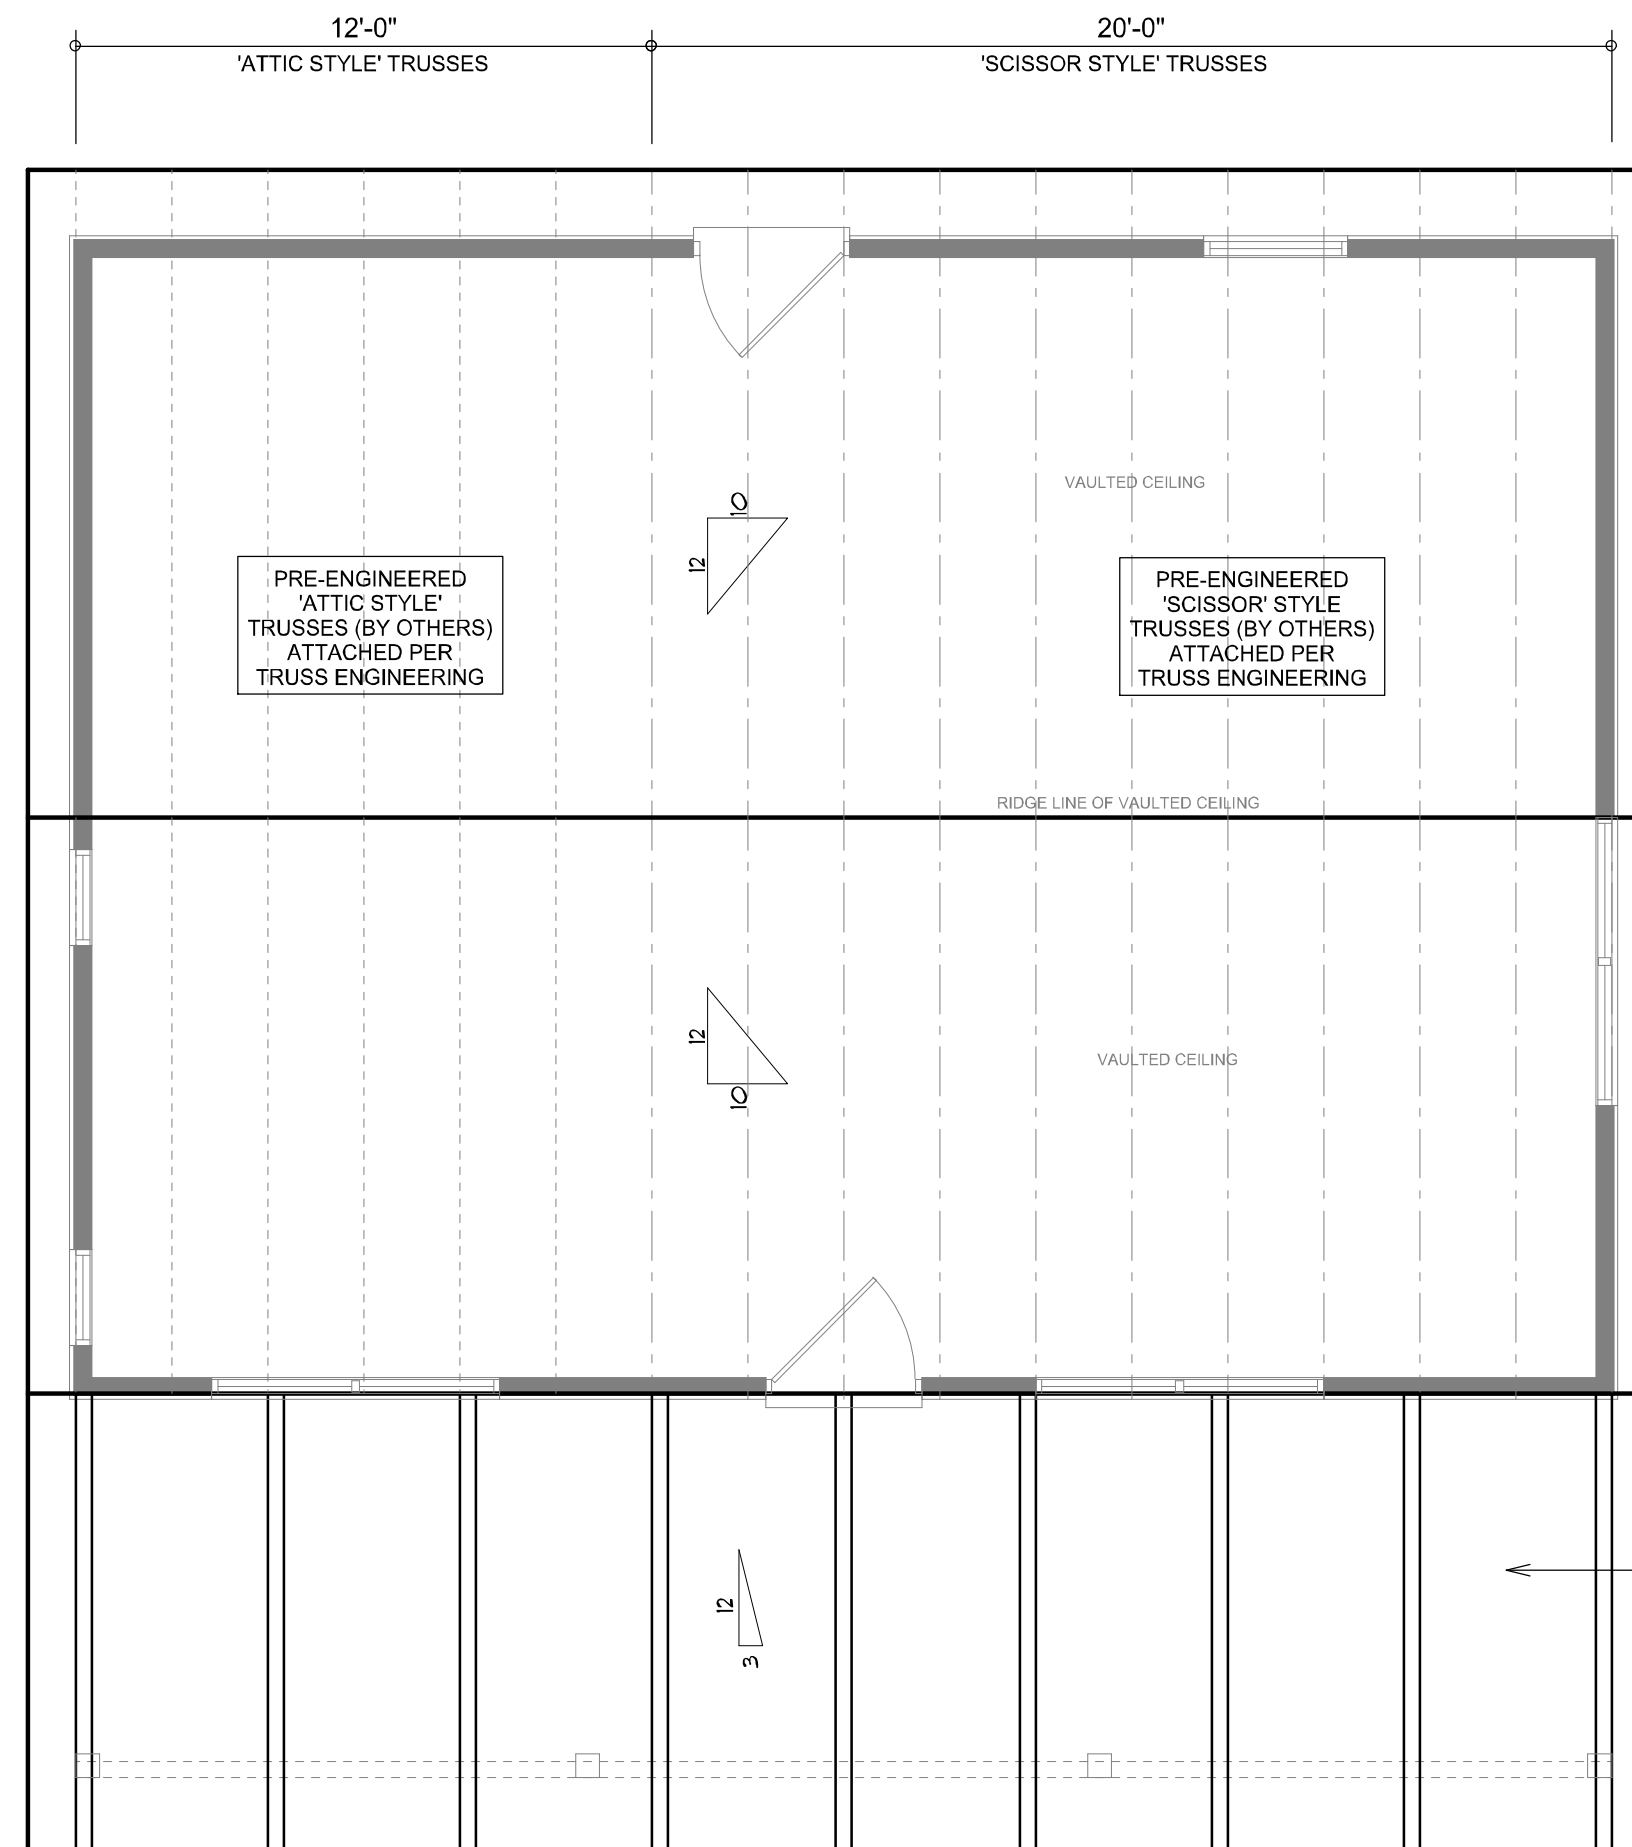 12'-0"
20'-0"
'ATTIC STYLE' TRUSSES
'SCISSOR STYLE' TRUSSES
VAULTED CEILING
10
12
PRE-ENGINEERED
'ATTIC STYLE'
TRUSSES (BY OTHERS)
ATTACHED PER
TRUSS ENGINEERING
PRE-ENGINEERED
'SCISSOR' STYLE
TRUSSES (BY OTHERS)
ATTACHED PER
TRUSS ENGINEERING
RIDGE LINE OF VAULTED CEILING
12
10
VAULTED CEILING
12
3